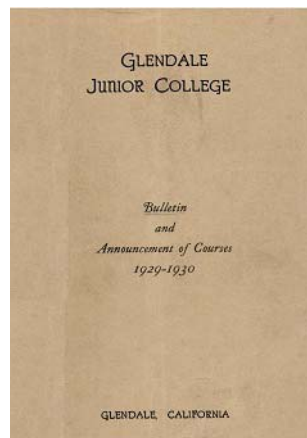 GLENDALE
JUNIOR COLLEGE
Bulletin
and
Announcement of Courses
1929-1930
GLENDALE, CALIFORNIA